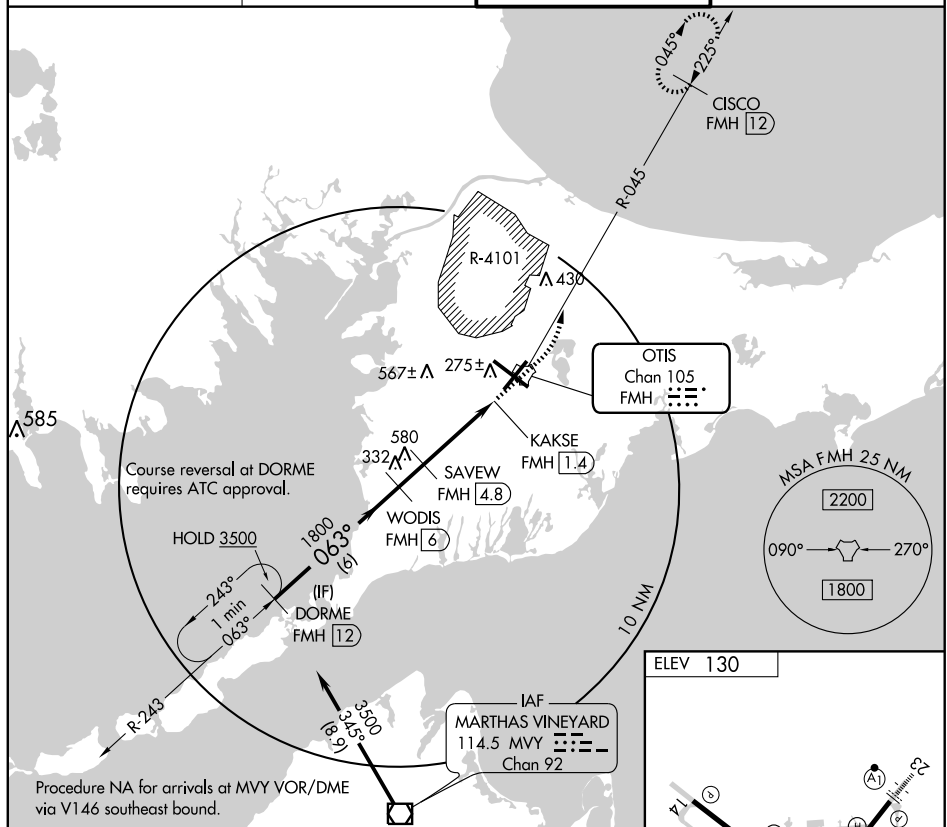 045°
225°
CISCO
FMH 12
R-045
R-4101
430
567±
275±
OTIS
Chan 105
FMH
585
580
332
KAKSE
FMH 1.4
SAVEW
FMH 4.8
WODIS
FMH 6
Course reversal at DORME
requires ATC approval.
HOLD 3500
1800
063°
(6)
243°
1 min
063°
(IF)
DORME
FMH 12
R-243
10 NM
MSA FMH 25 NM
2200
090°
270°
1800
3500
345°
(8.9)
IAF
MARTHAS VINEYARD
114.5 MVY
Chan 92
Procedure NA for arrivals at MVY VOR/DME
via V146 southeast bound.
ELEV 130
14
P
A1
23
P